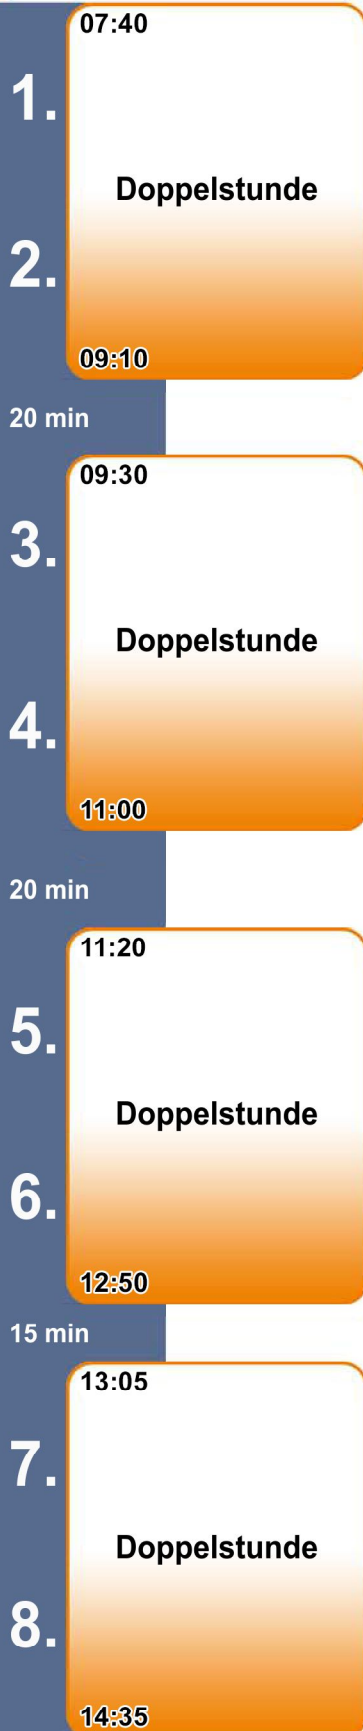 07:40
1.
Doppelstunde
2.
09:10
20 min
09:30
3.
Doppelstunde
4.
11:00
20 min
11:20
5.
Doppelstunde
6.
12:50
15 min
13:05
7.
Doppelstunde
8.
14:35